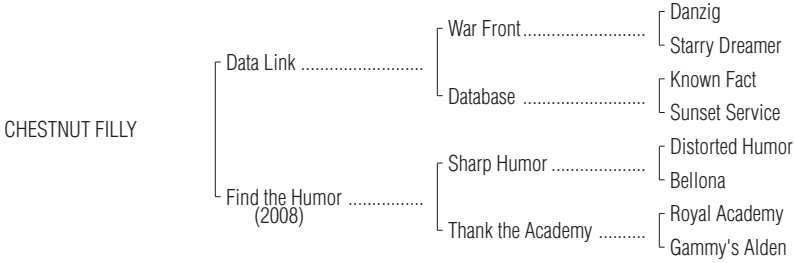 Danzig
War Front..........................
Starry Dreamer
Data Link ..........................
Known Fact
Database ..........................
Sunset Service
CHESTNUT FILLY
Distorted Humor
Sharp Humor ....................
Bellona
Find the Humor ................
(2008)
Royal Academy
Thank the Academy ..........
Gammy's Alden